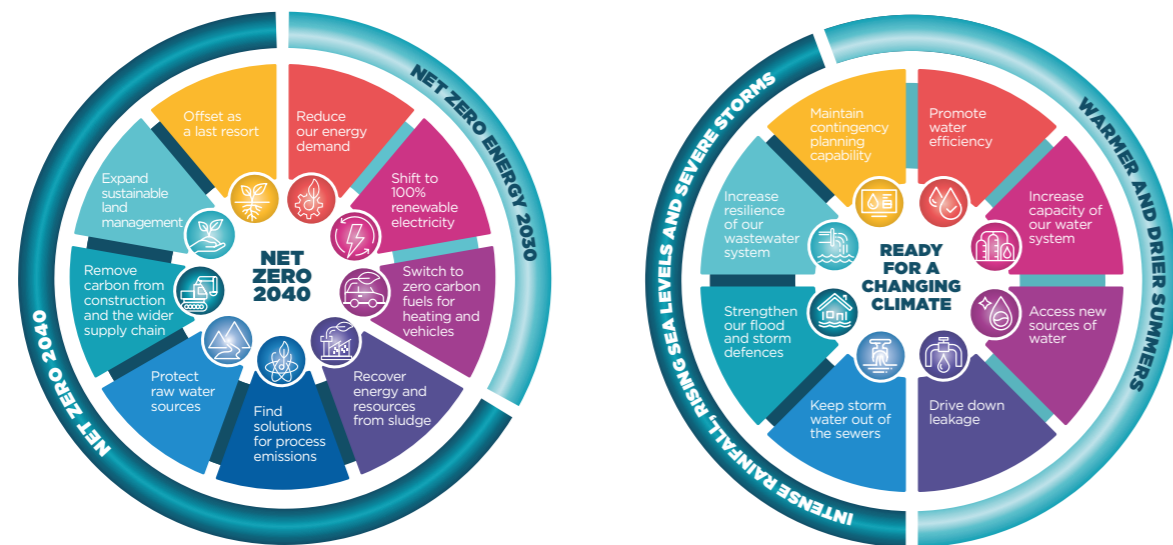 NET ZERO ENERGY 2030
NET ZERO 2040
Offset as
a last resort
Reduce
our energy
demand
Shift to
100%
renewable
electricity
Switch to
zero carbon
fuels for
heating and
vehicles
Recover
energy and
resources
from sludge
Find
solutions
for process
emissions
Protect
raw water
sources
Remove
carbon from
construction
and the wider
supply chain
Expand
sustainable
land
management
NET
ZERO
2040
INTENSE RAINFALL, RISING SEA LEVELS AND SEVERE STORMS
WARMER AND DRIER SUMMERS
Maintain
contingency
planning
capability
Promote
water
efficiency
Increase
capacity of
our water
system
Access new
sources of
water
Drive down
leakage
Keep storm
water out of
the sewers
Strengthen
our flood
and storm
defences
Increase
resilience
of our
wastewater
system
READY
FOR A
CHANGING
CLIMATE